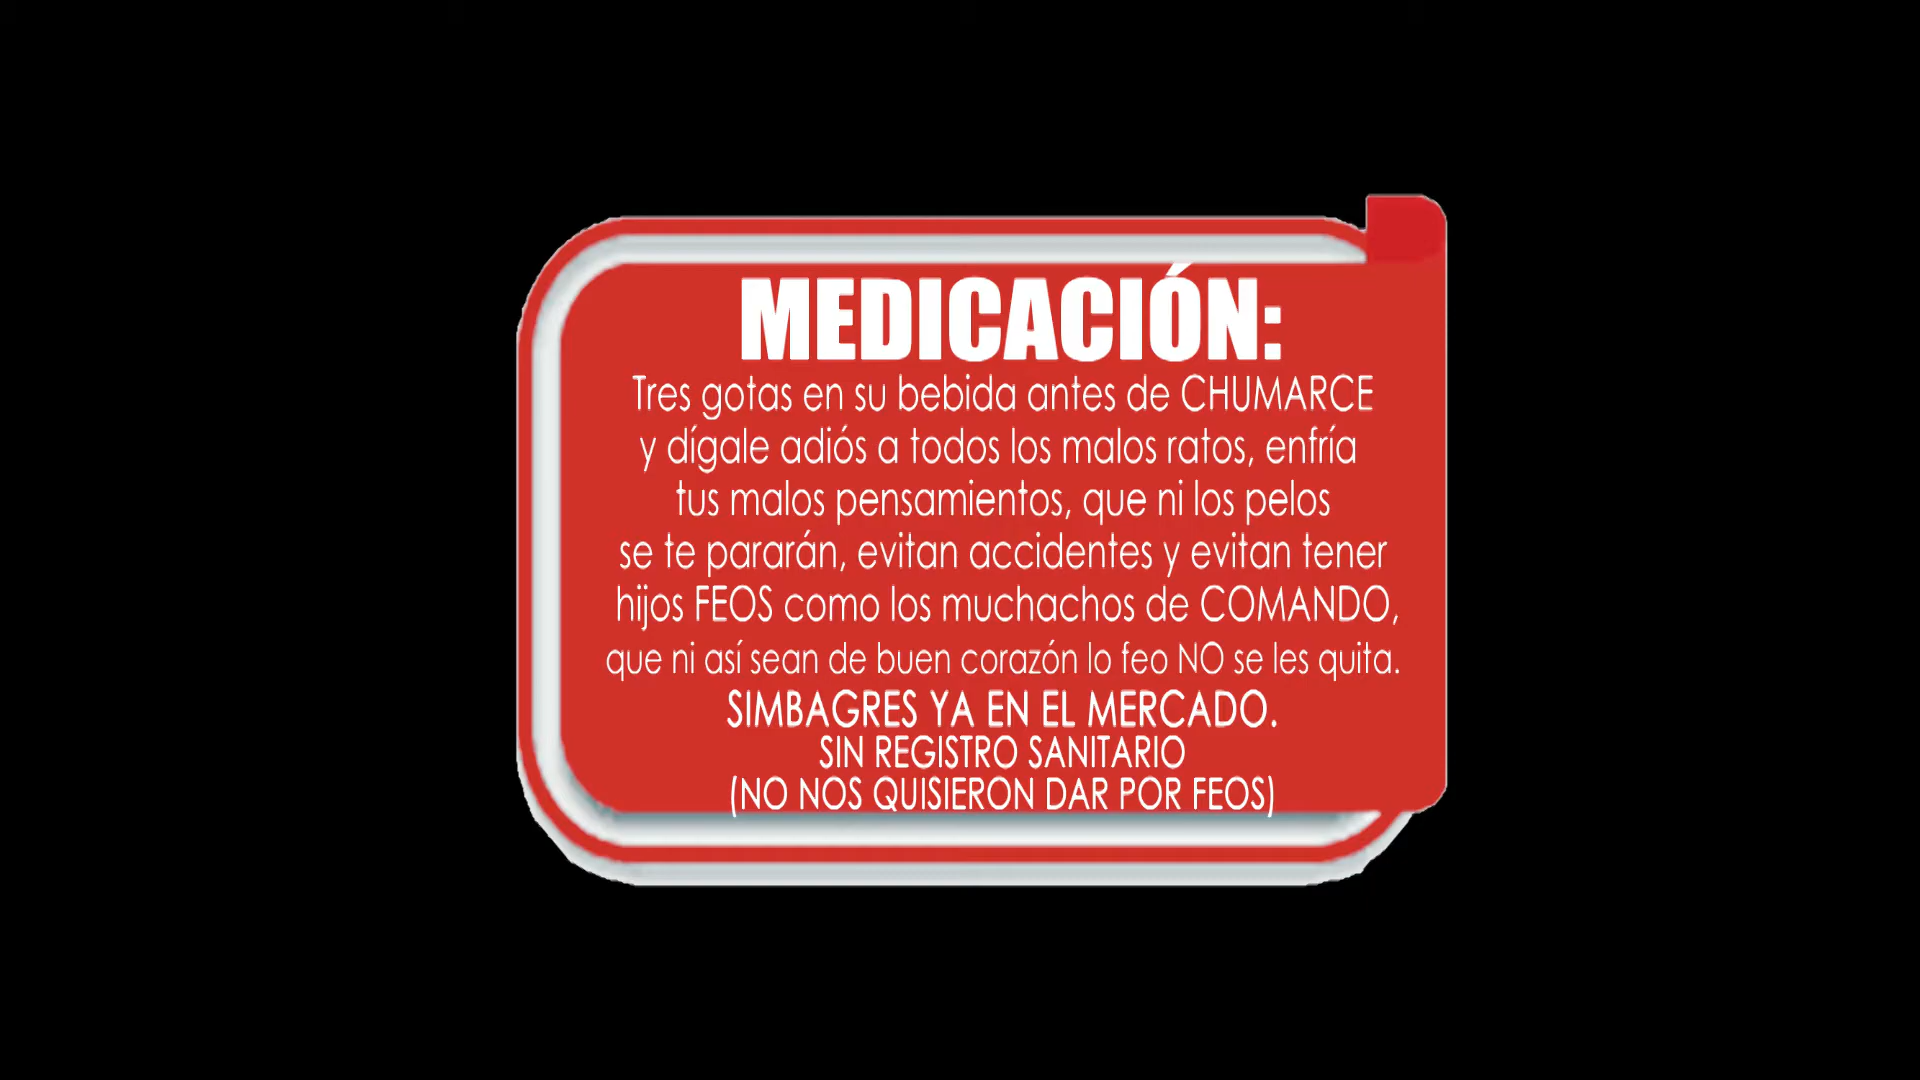 MEDICACIÓN:
Tres gotas en su bebida antes de CHUMARCE
y dígale adiós a todos los malos ratos, enfría
tus malos pensamientos, que ni los pelos
se te pararán, evitan accidentes y evitan tener
hijos FEOS como los muchachos de COMANDO,
que ni así sean de buen corazón lo feo NO se les quita.
SIMBAGRES YA EN EL MERCADO.
SIN REGISTRO SANITARIO
(NO NOS QUISIERON DAR POR FEOS)